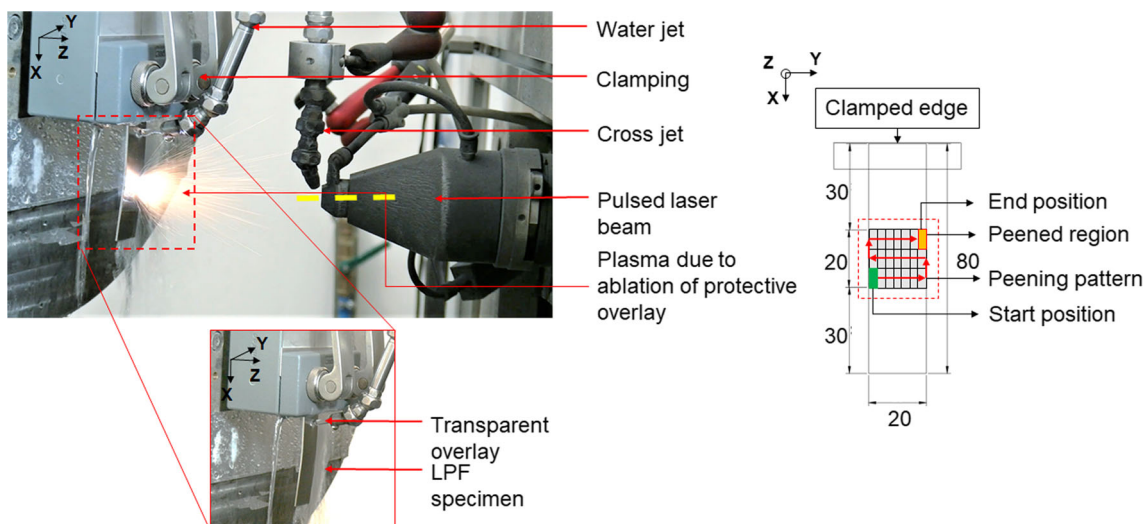 Y
Z
X
Water jet
Clamping
Cross jet
Pulsed laser
beam
Plasma due to
ablation of protective
overlay
Y
Z
X
Transparent
overlay
LPF
specimen
Z
Y
X
Clamped edge
30
20
30
80
20
End position
Peened region
Peening pattern
Start position